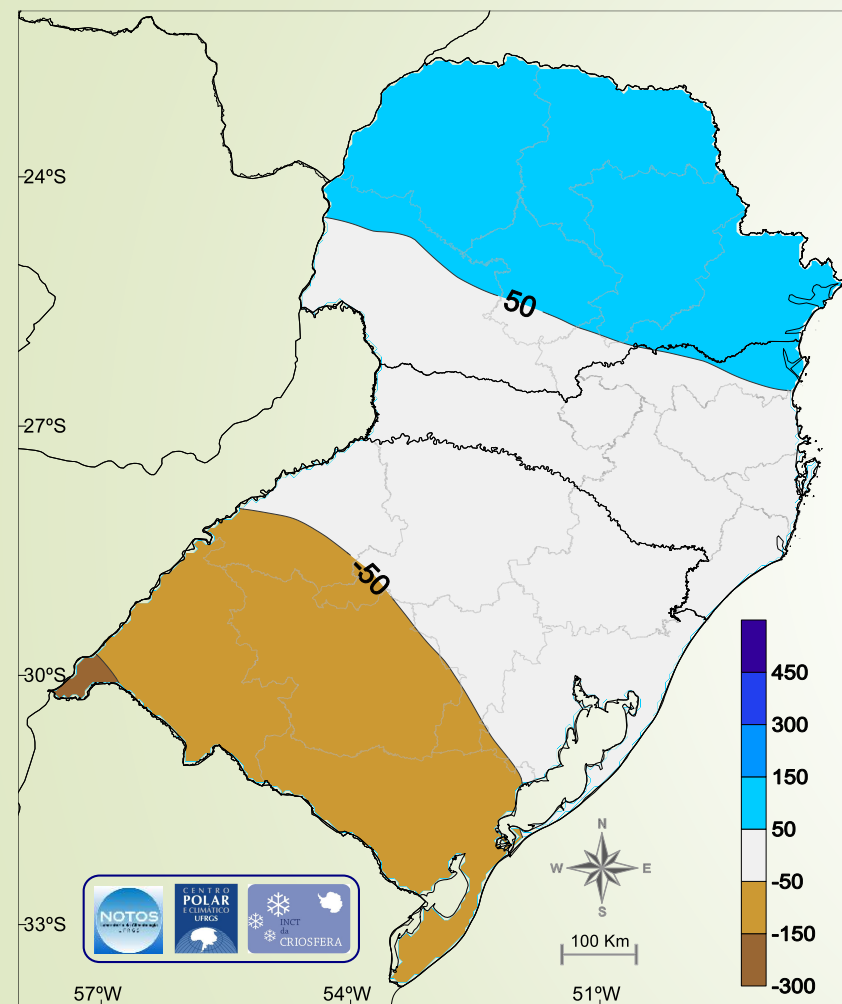 24ºS
50
27ºS
-50
30ºS
450
300
150
50
-50
-150
-300
N
W
E
S
100 Km
NOTOS
CENTRO
POLAR
E CLIMÁTICO
UFRGS
INCT
da
CRIOSFERA
33ºS
57ºW
54ºW
51ºW